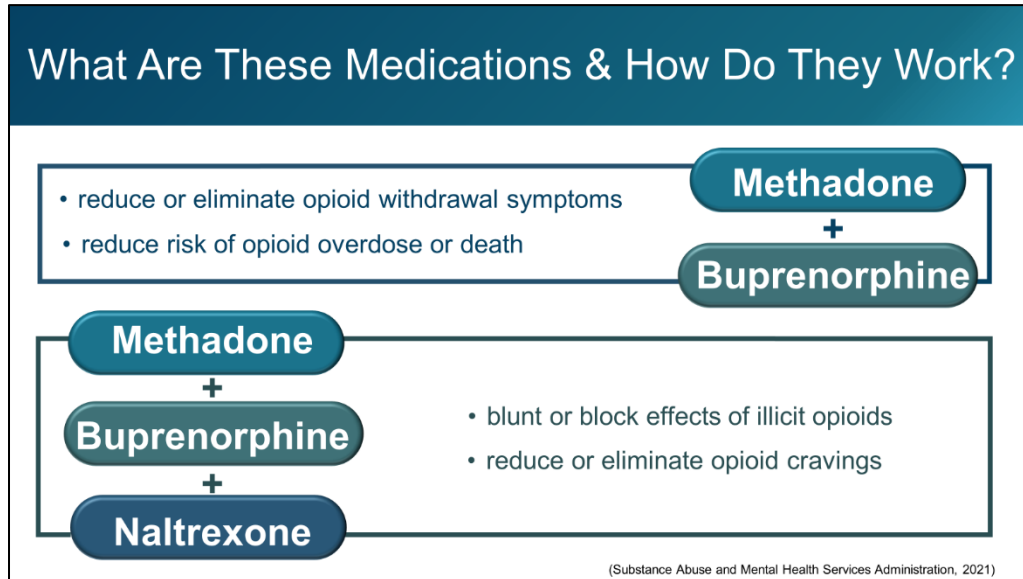 What Are These Medications & How Do They Work?
• reduce or eliminate opioid withdrawal symptoms
• reduce risk of opioid overdose or death
Methadone
+
Buprenorphine
Methadone
+
Buprenorphine
+
Naltrexone
• blunt or block effects of illicit opioids
• reduce or eliminate opioid cravings
(Substance Abuse and Mental Health Services Administration, 2021)